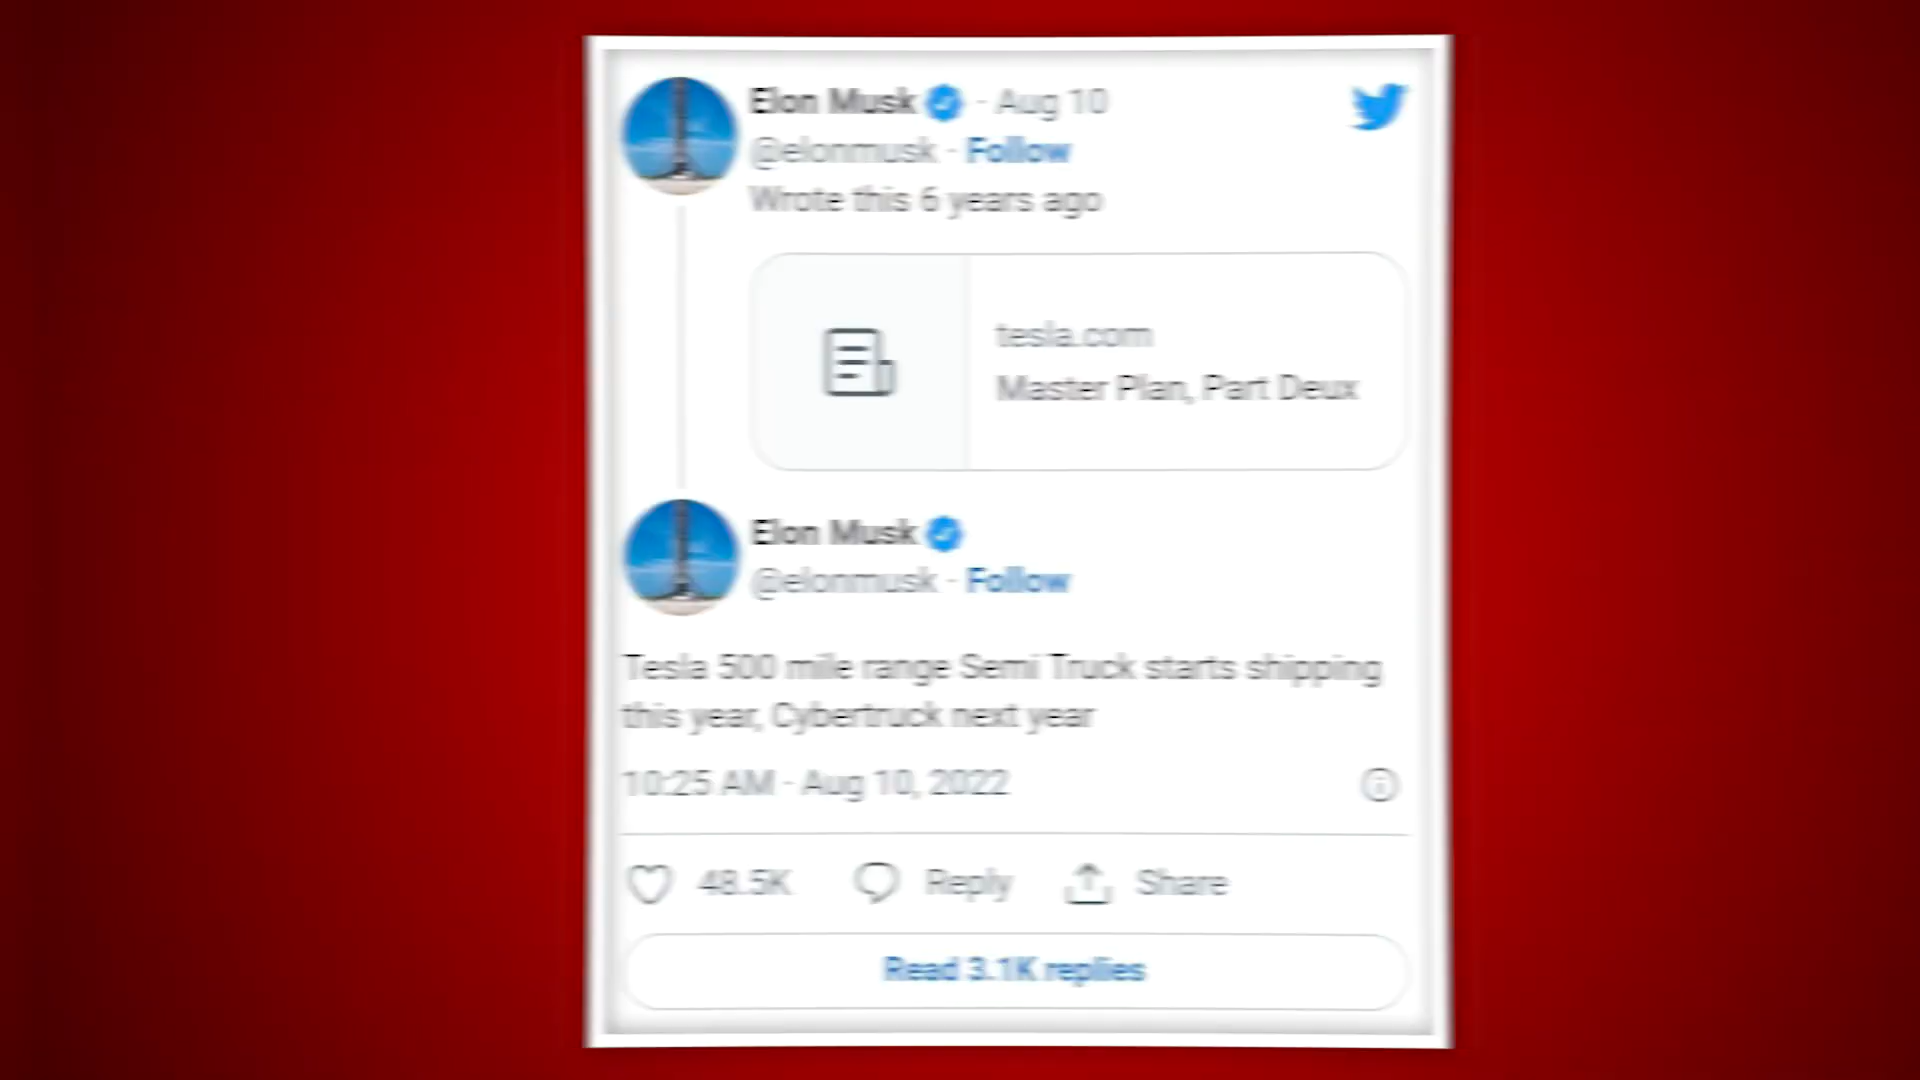 Elon Musk · Aug 10
@elonmusk · Follow
Wrote this 6 years ago
tesla.com
Master Plan, Part Deux
Elon Musk
@elonmusk · Follow
Tesla 500 mile range Semi Truck starts shipping
this year, Cybertruck next year
10:25 AM · Aug 10, 2022
48.5K Reply Share
Read 3.1K replies